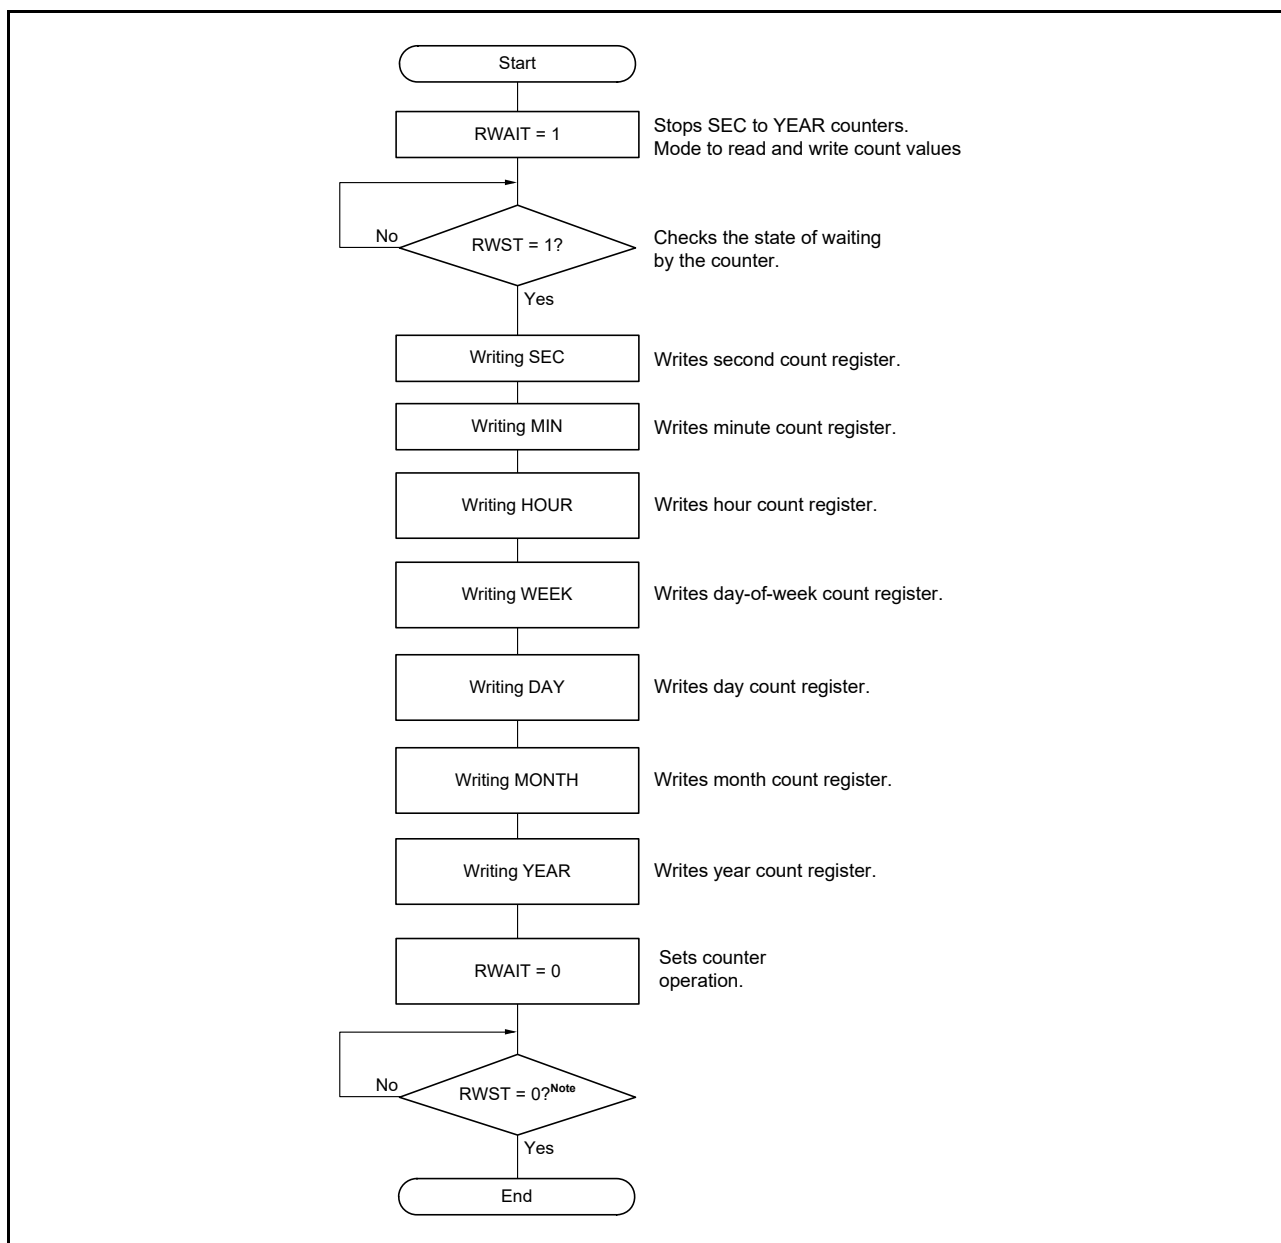 Start
RWAIT = 1
Stops SEC to YEAR counters.
Mode to read and write count values
No
RWST = 1?
Checks the state of waiting
by the counter.
Yes
Writing SEC
Writes second count register.
Writing MIN
Writes minute count register.
Writing HOUR
Writes hour count register.
Writing WEEK
Writes day-of-week count register.
Writing DAY
Writes day count register.
Writing MONTH
Writes month count register.
Writing YEAR
Writes year count register.
RWAIT = 0
Sets counter
operation.
No
RWST = 0?Note
Yes
End